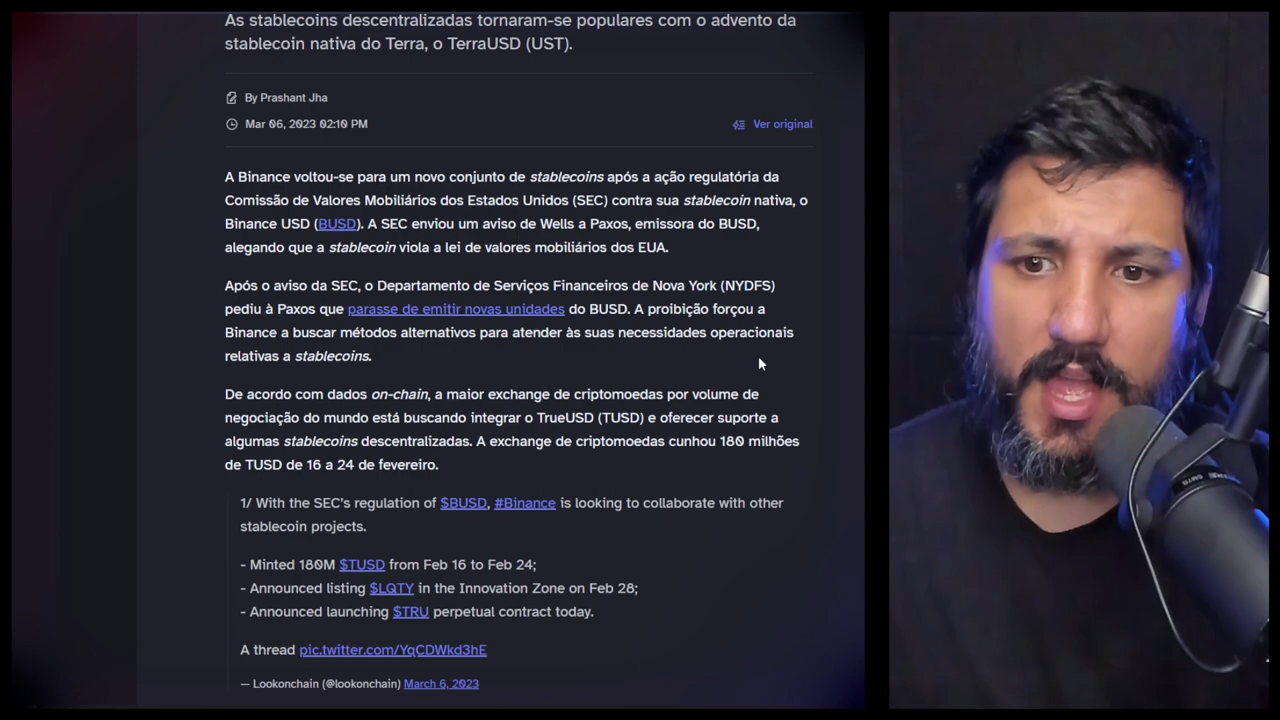 As stablecoins descentralizadas tornaram-se populares com o advento da
stablecoin nativa do Terra, o TerraUSD (UST).
By Prashant Jha
Mar 06, 2023 02:10 PM
Ver original
A Binance voltou-se para um novo conjunto de stablecoins após a ação regulatória da
Comissão de Valores Mobiliários dos Estados Unidos (SEC) contra sua stablecoin nativa, o
Binance USD (BUSD). A SEC enviou um aviso de Wells a Paxos, emissora do BUSD,
alegando que a stablecoin viola a lei de valores mobiliários dos EUA.
Após o aviso da SEC, o Departamento de Serviços Financeiros de Nova York (NYDFS)
pediu à Paxos que parasse de emitir novas unidades do BUSD. A proibição forçou a
Binance a buscar métodos alternativos para atender às suas necessidades operacionais
relativas a stablecoins.
De acordo com dados on-chain, a maior exchange de criptomoedas por volume de
negociação do mundo está buscando integrar o TrueUSD (TUSD) e oferecer suporte a
algumas stablecoins descentralizadas. A exchange de criptomoedas cunhou 180 milhões
de TUSD de 16 a 24 de fevereiro.
1/ With the SEC's regulation of $BUSD, #Binance is looking to collaborate with other
stablecoin projects.
- Minted 180M $TUSD from Feb 16 to Feb 24;
- Announced listing $LQTY in the Innovation Zone on Feb 28;
- Announced launching $TRU perpetual contract today.
A thread pic.twitter.com/YqCDWkd3hE
— Lookonchain (@lookonchain) March 6, 2023